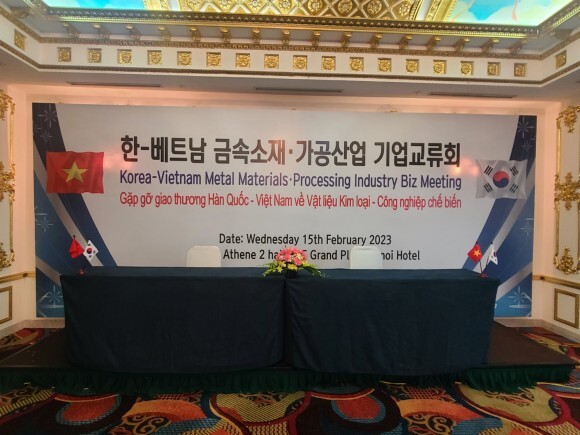 한-베트남 금속소재·가공산업 기업교류회
Korea-Vietnam Metal Materials·Processing Industry Biz Meeting
Gặp gỡ giao thương Hàn Quốc - Việt Nam về Vật liệu Kim loại - Công nghiệp chế biến
Date: Wednesday 15th February 2023
Athene 2 Grand Hotel